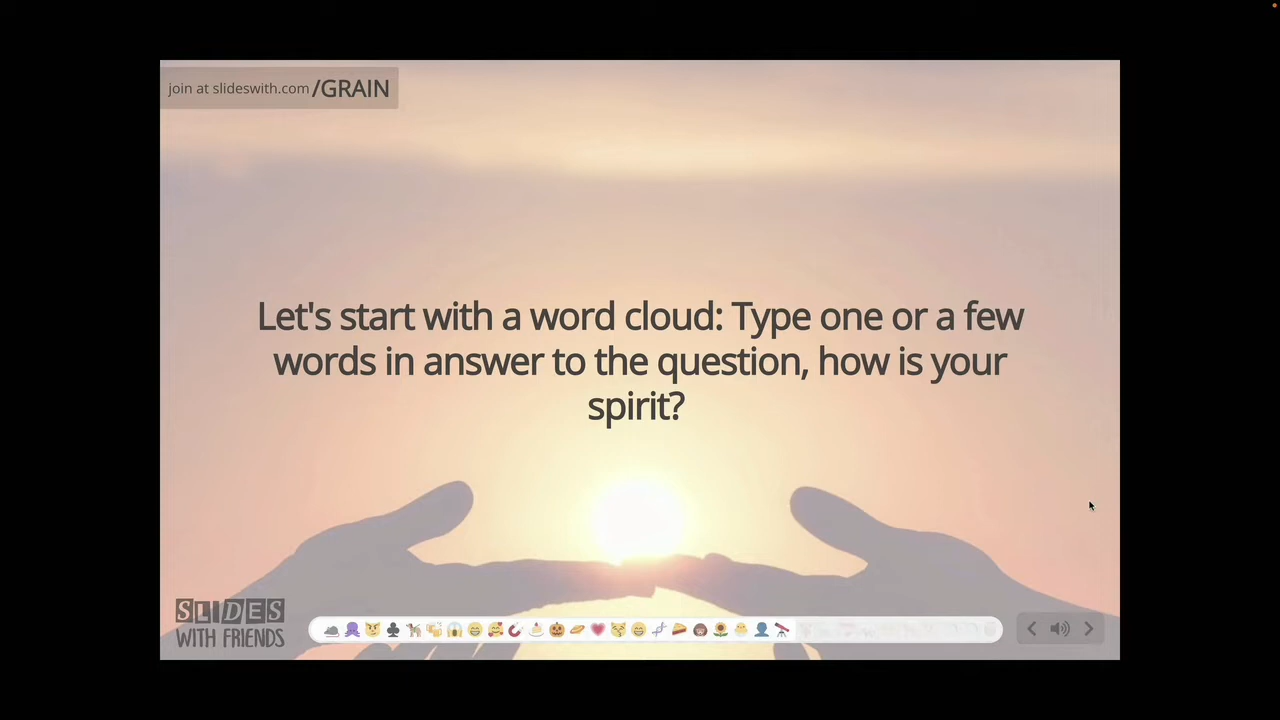 join at slideswith.com /GRAIN
Let's start with a word cloud: Type one or a few
words in answer to the question, how is your
spirit?
SLIDES
WITH FRIENDS